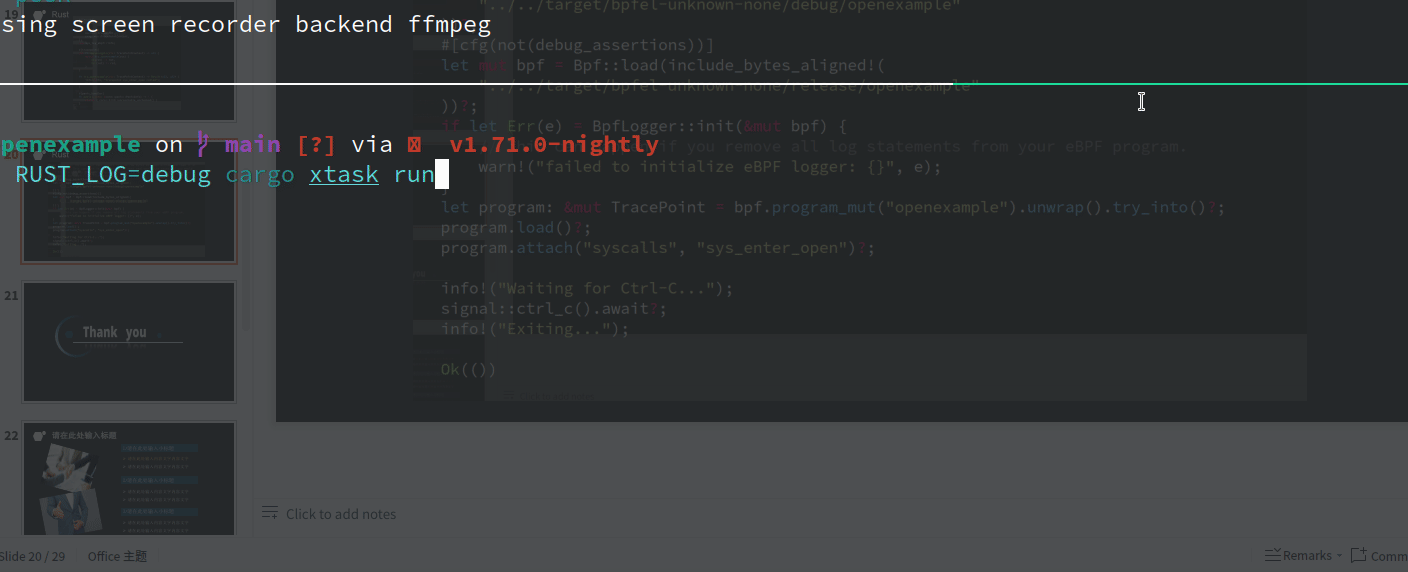 sing screen recorder backend ffmpeg
penexample on main [?] via v1.71.0-nightly
RUST_LOG=debug cargo xtask run
"../../target/bpfel-unknown-none/debug/openexample"
#[cfg(not(debug_assertions))]
let mut bpf = Bpf::load(include_bytes_aligned!(
"../../target/bpfel-unknown-none/release/openexample"
))?;
if let Err(e) = BpfLogger::init(&mut bpf) {
if you remove all log statements from your eBPF program.
warn!("failed to initialize eBPF logger: {}", e);
}
let program: &mut TracePoint = bpf.program_mut("openexample").unwrap().try_into()?;
program.load()?;
program.attach("syscalls", "sys_enter_open")?;
info!("Waiting for Ctrl-C...");
signal::ctrl_c().await?;
info!("Exiting...");
Ok(())
19
Rust
20
Rust
21
Thank you
22
请在此处输入标题
Click to add notes
Slide 20 / 29
Office 主题
Remarks
Comm